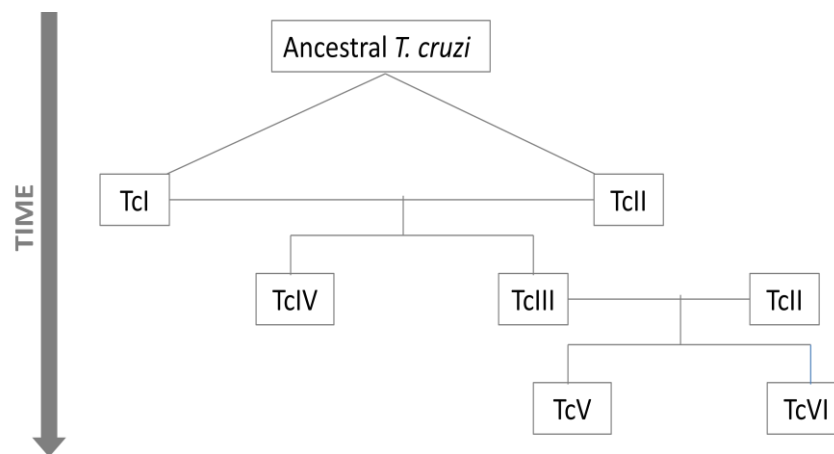 Ancestral T. cruzi
TIME
TcI
TcII
TcIV
TcIII
TcII
TcV
TcVI